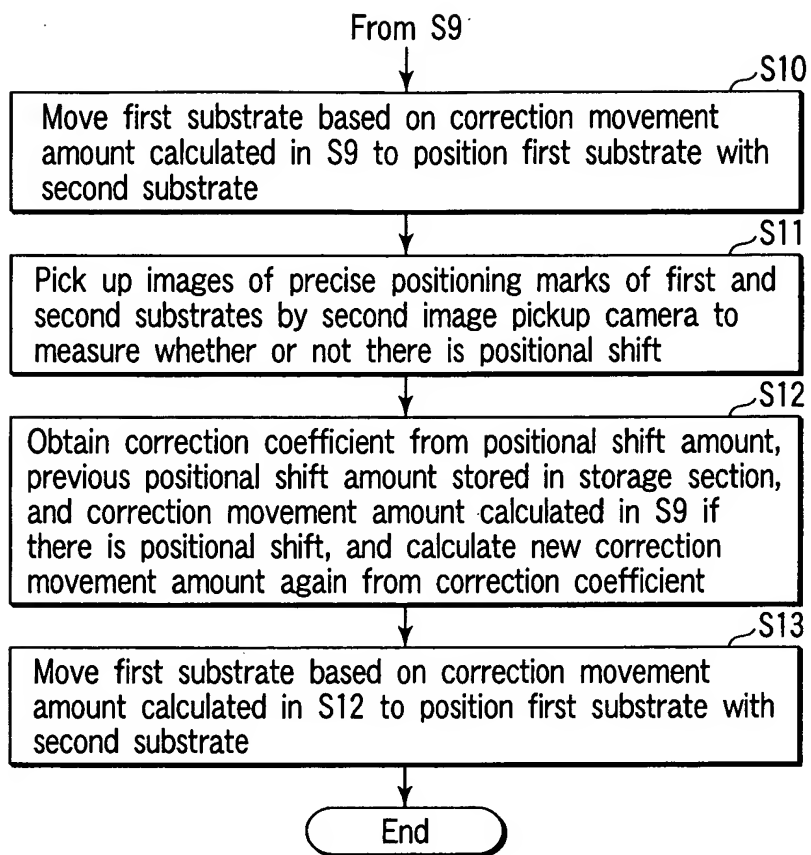 From S9
S10
Move first substrate based on correction movement
amount calculated in S9 to position first substrate with
second substrate
S11
Pick up images of precise positioning marks of first and
second substrates by second image pickup camera to
measure whether or not there is positional shift
S12
Obtain correction coefficient from positional shift amount,
previous positional shift amount stored in storage section,
and correction movement amount calculated in S9 if
there is positional shift, and calculate new correction
movement amount again from correction coefficient
S13
Move first substrate based on correction movement
amount calculated in S12 to position first substrate with
second substrate
End